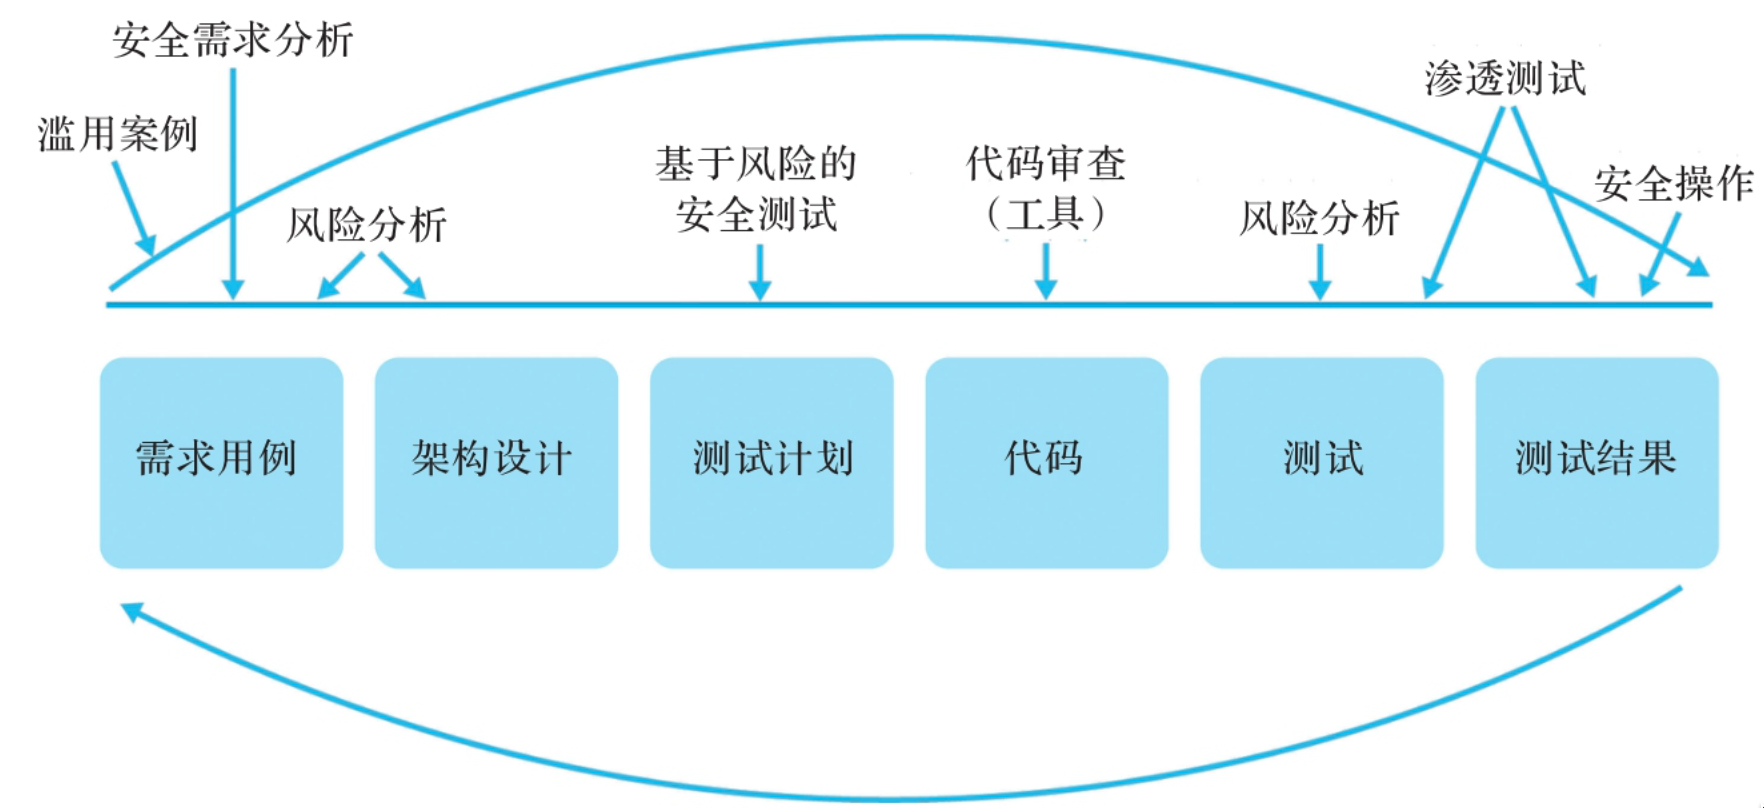 安全需求分析
滥用案例
风险分析
基于风险的
安全测试
代码审查
（工具）
风险分析
渗透测试
安全操作
需求用例
架构设计
测试计划
代码
测试
测试结果